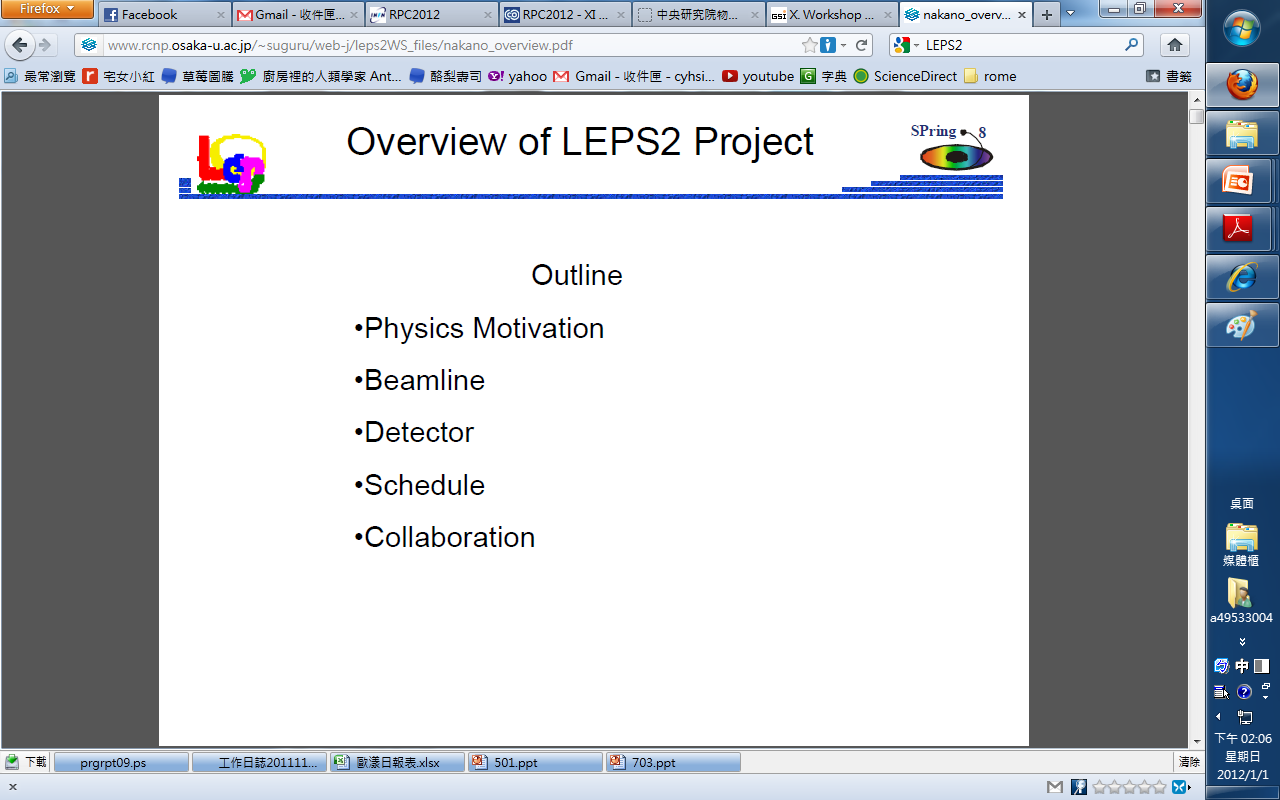 Firefox
Facebook
Gmail - 收件匣...
RPC2012
RPC2012 - XI ...
中央研究院物...
GSI X. Workshop ...
nakano_overv...
www.rcnp.osaka-u.ac.jp/~suguru/web-j/leps2WS_files/nakano_overview.pdf
LEPS2
最常瀏覽 宅女小紅 草莓圖騰 廚房裡的人類學家 Ant... 酪梨壽司 yahoo Gmail - 收件匣 - cyhsi... youtube 字典 ScienceDirect rome 書籤
LEP
Overview of LEPS2 Project
SPring 8
Outline
•Physics Motivation
•Beamline
•Detector
•Schedule
•Collaboration
下載 prgrpt09.ps 工作日誌201111... 歐漾日報表.xlsx 501.ppt 703.ppt 清除
桌面
媒體櫃
a49533004
中
下午 02:06
星期日
2012/1/1